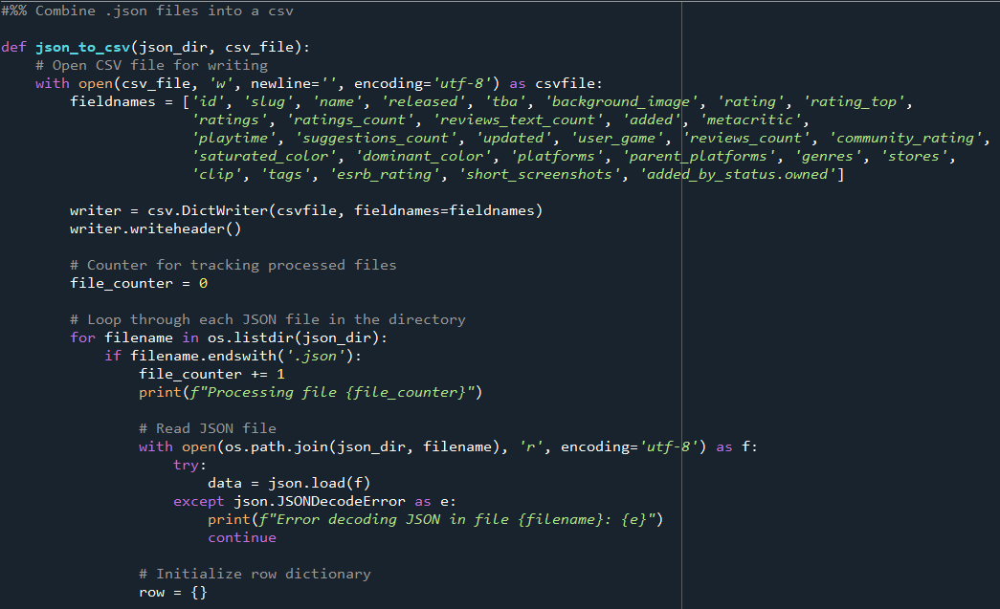 #%% Combine .json files into a csv
def json_to_csv(json_dir, csv_file):
    # Open CSV file for writing
    with open(csv_file, 'w', newline='', encoding='utf-8') as csvfile:
        fieldnames = ['id', 'slug', 'name', 'released', 'tba', 'background_image', 'rating', 'rating_top',
                      'ratings', 'ratings_count', 'reviews_text_count', 'added', 'metacritic',
                      'playtime', 'suggestions_count', 'updated', 'user_game', 'reviews_count', 'community_rating',
                      'saturated_color', 'dominant_color', 'platforms', 'parent_platforms', 'genres', 'stores',
                      'clip', 'tags', 'esrb_rating', 'short_screenshots', 'added_by_status.owned']
        writer = csv.DictWriter(csvfile, fieldnames=fieldnames)
        writer.writeheader()
        # Counter for tracking processed files
        file_counter = 0
        # Loop through each JSON file in the directory
        for filename in os.listdir(json_dir):
            if filename.endswith('.json'):
                file_counter += 1
                print(f"Processing file {file_counter}")
                # Read JSON file
                with open(os.path.join(json_dir, filename), 'r', encoding='utf-8') as f:
                    try:
                        data = json.load(f)
                    except json.JSONDecodeError as e:
                        print(f"Error decoding JSON in file {filename}: {e}")
                        continue
                # Initialize row dictionary
                row = {}